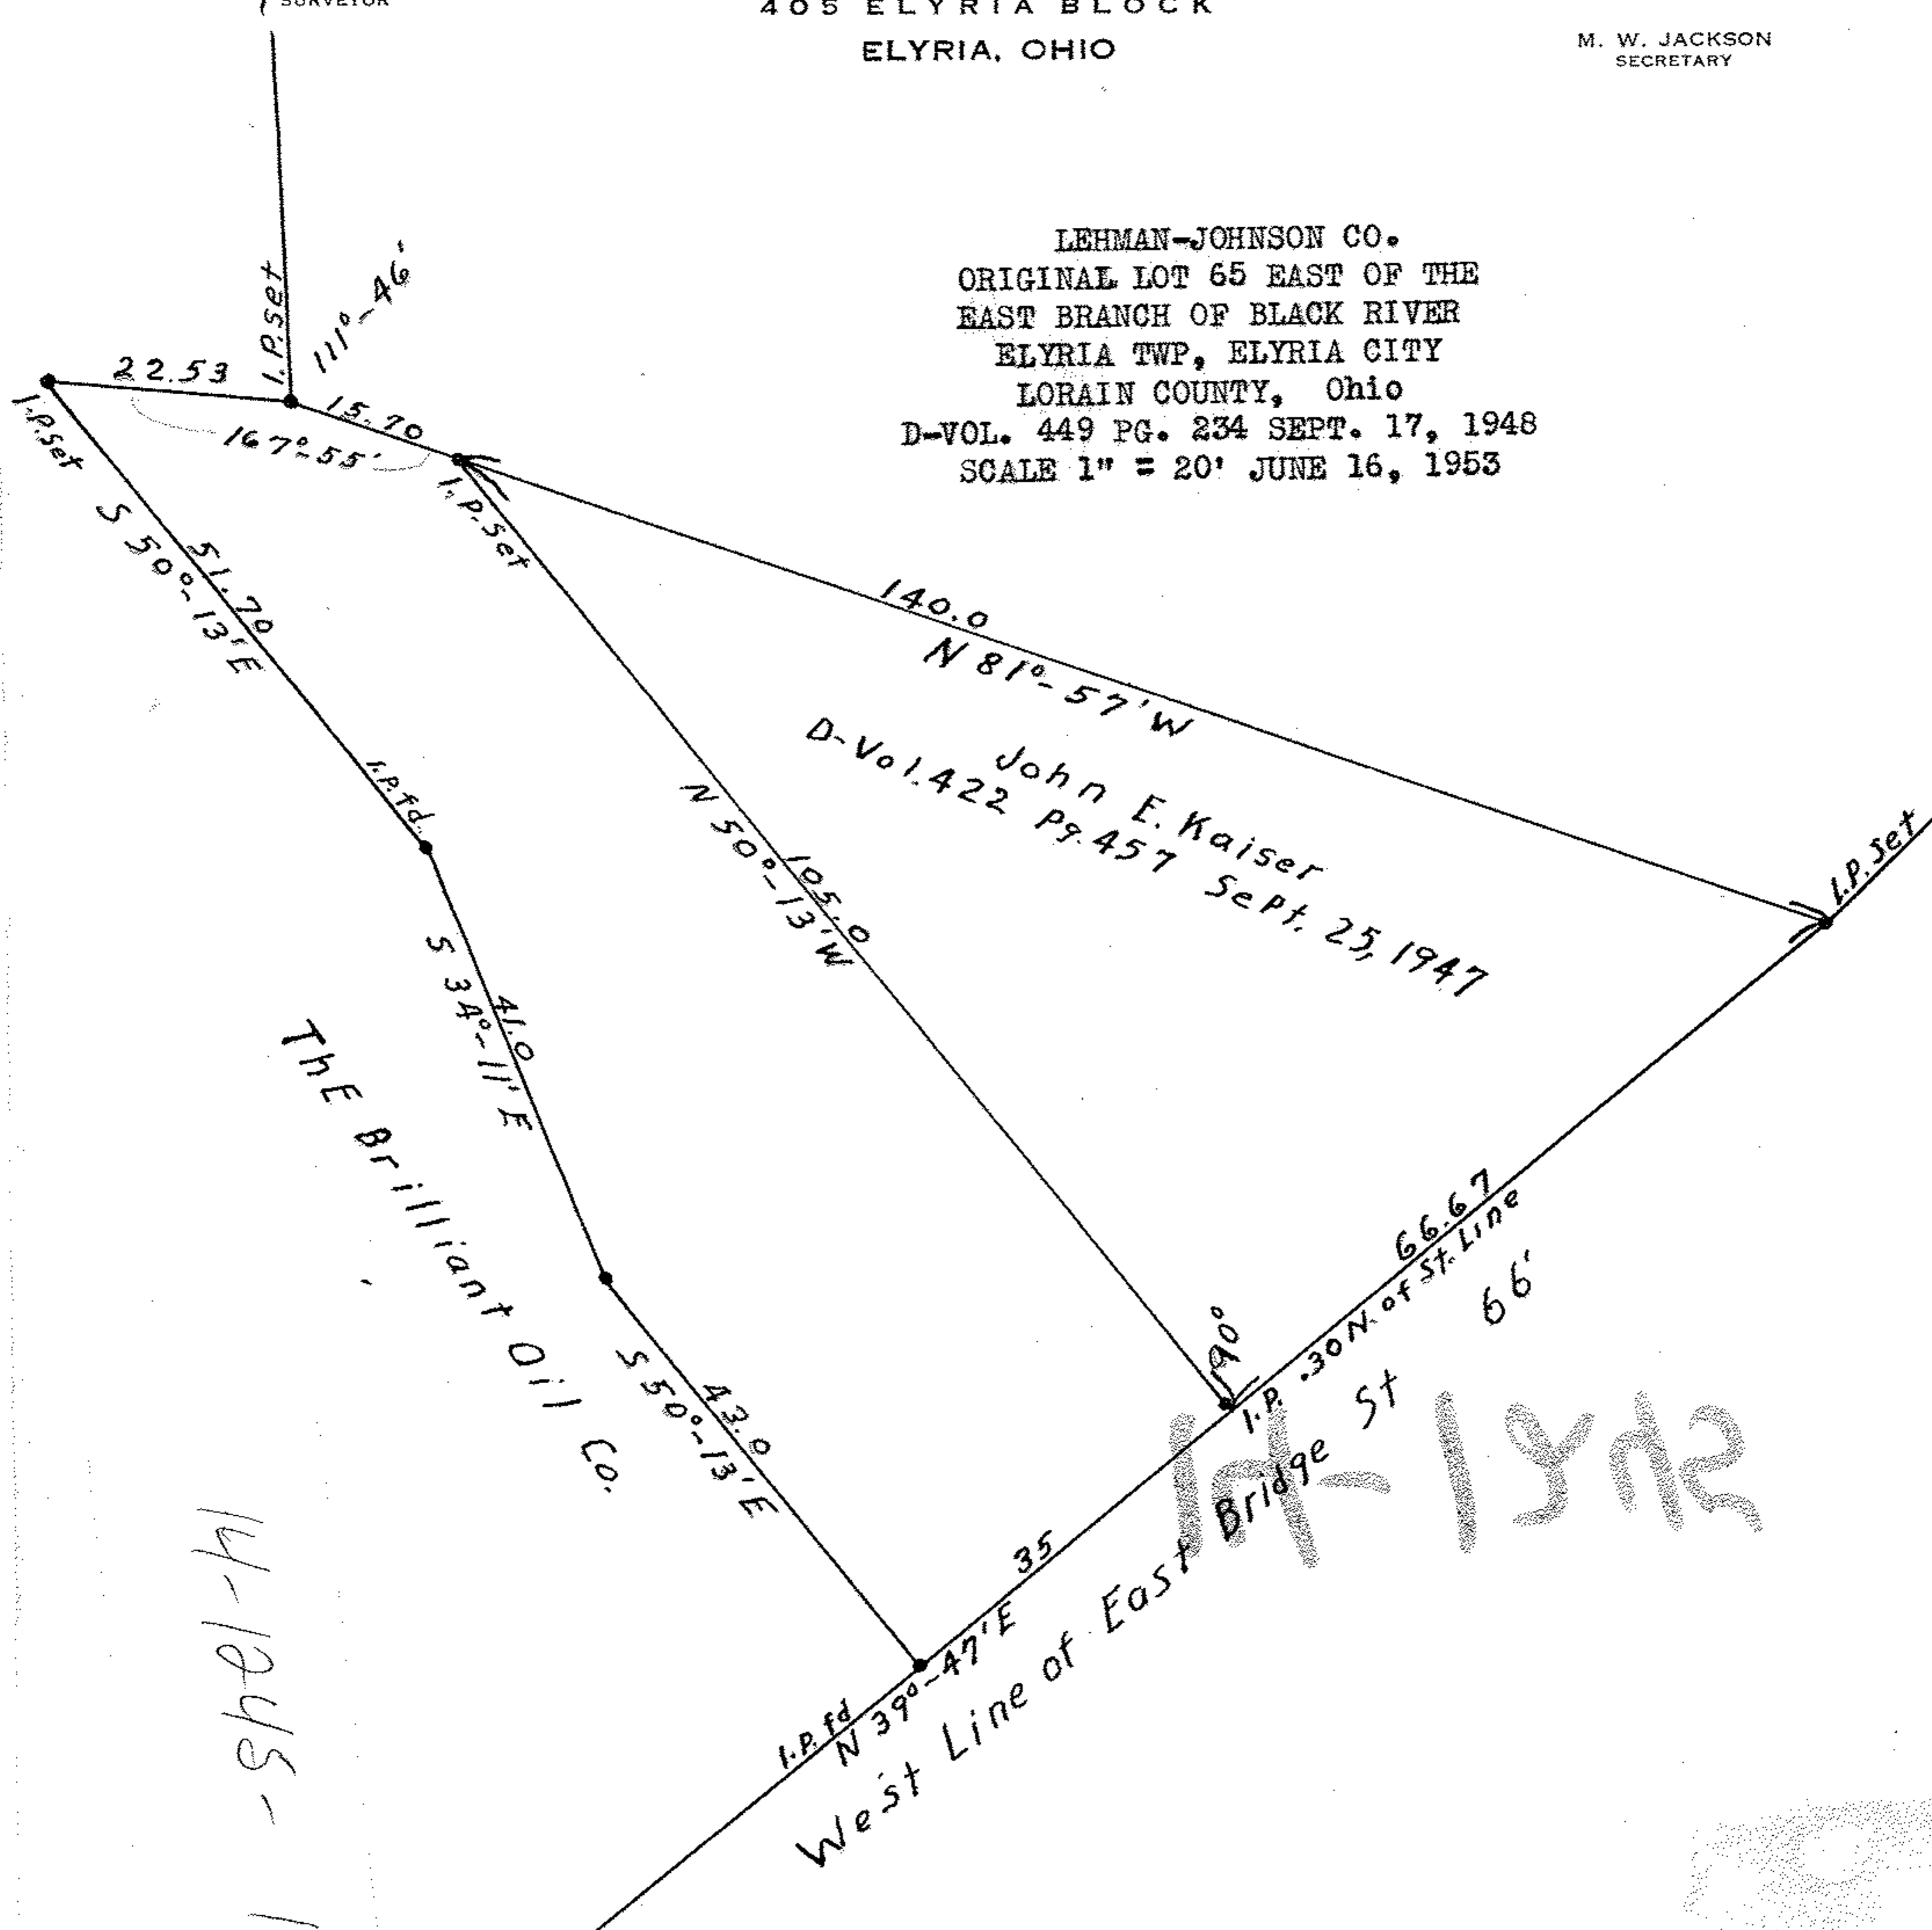 SURVEYOR
405 ELYRIA BLOCK
ELYRIA, OHIO
M. W. JACKSON
SECRETARY
LEHMAN-JOHNSON CO.
ORIGINAL LOT 65 EAST OF THE
EAST BRANCH OF BLACK RIVER
ELYRIA TWP, ELYRIA CITY
LORAIN COUNTY, Ohio
D-VOL. 449 PG. 234 SEPT. 17, 1948
SCALE 1" = 20' JUNE 16, 1953
I.P. set
111°-46'
22.53
15.70
167°-55'
I.P. Set
I.P. Set
51.70
S 50°-13' E
140.0
N 81°-57' W
John E. Kaiser
D-Vol. 422 Pg. 457 Sept. 25, 1947
I.P. Set
105.0
N 50°-13' W
I.P. fd.
41.0
S 34°-11' E
The Brilliant Oil Co.
43.0
S 50°-13' E
90°
66.67
I.P. .30 N. of St. Line
66'
35
I.P. fd
N 39°-47' E
West Line of East Bridge St
14-1245
14-1245-1